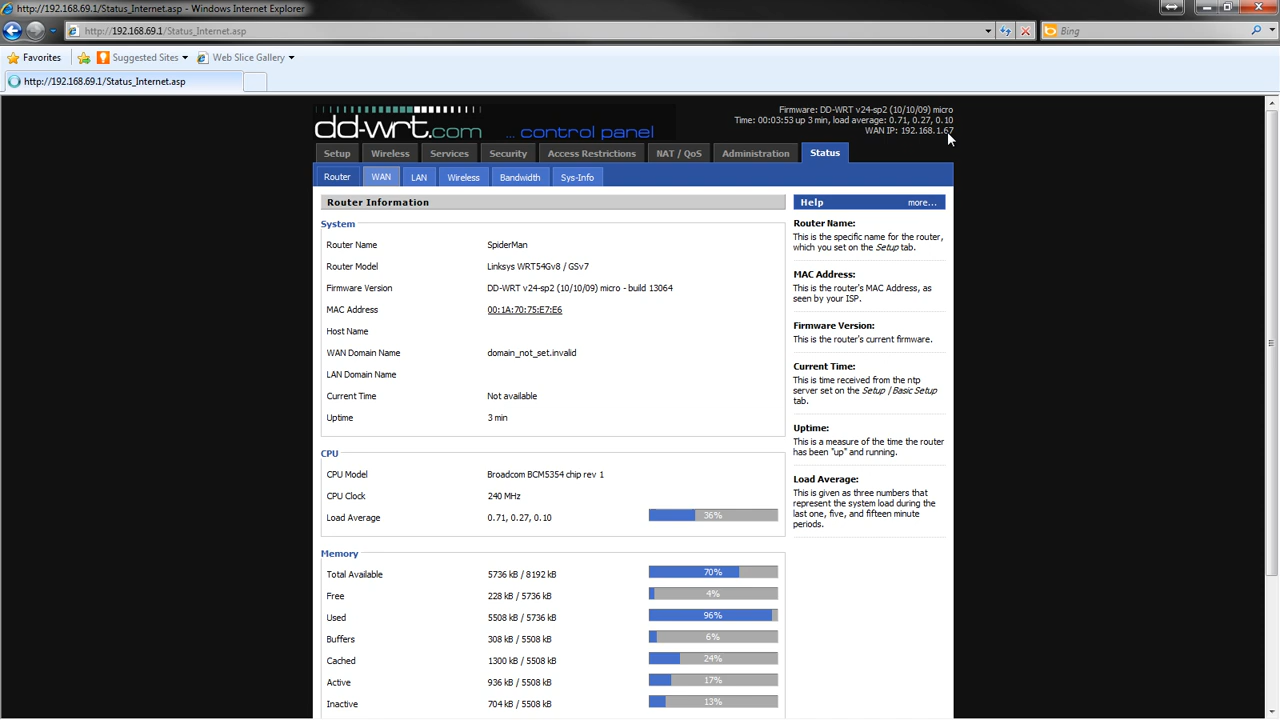 http://192.168.69.1/Status_Internet.asp - Windows Internet Explorer
http://192.168.69.1/Status_Internet.asp
Bing
Favorites
Suggested Sites
Web Slice Gallery
http://192.168.69.1/Status_Internet.asp
dd-wrt.com ... control panel
Firmware: DD-WRT v24-sp2 (10/10/09) micro
Time: 00:03:53 up 3 min, load average: 0.71, 0.27, 0.10
WAN IP: 192.168.1.67
Setup Wireless Services Security Access Restrictions NAT / QoS Administration Status
Router WAN LAN Wireless Bandwidth Sys-Info
Router Information
System
Router Name SpiderMan
Router Model Linksys WRT54Gv8 / GSv7
Firmware Version DD-WRT v24-sp2 (10/10/09) micro - build 13064
MAC Address 00:1A:70:75:E7:E6
Host Name
WAN Domain Name domain_not_set.invalid
LAN Domain Name
Current Time Not available
Uptime 3 min
CPU
CPU Model Broadcom BCM5354 chip rev 1
CPU Clock 240 MHz
Load Average 0.71, 0.27, 0.10 36%
Memory
Total Available 5736 kB / 8192 kB 70%
Free 228 kB / 5736 kB 4%
Used 5508 kB / 5736 kB 96%
Buffers 308 kB / 5508 kB 6%
Cached 1300 kB / 5508 kB 24%
Active 936 kB / 5508 kB 17%
Inactive 704 kB / 5508 kB 13%
Help more...
Router Name:
This is the specific name for the router,
which you set on the Setup tab.
MAC Address:
This is the router's MAC Address, as
seen by your ISP.
Firmware Version:
This is the router's current firmware.
Current Time:
This is time received from the ntp
server set on the Setup / Basic Setup
tab.
Uptime:
This is a measure of the time the router
has been "up" and running.
Load Average:
This is given as three numbers that
represent the system load during the
last one, five, and fifteen minute
periods.